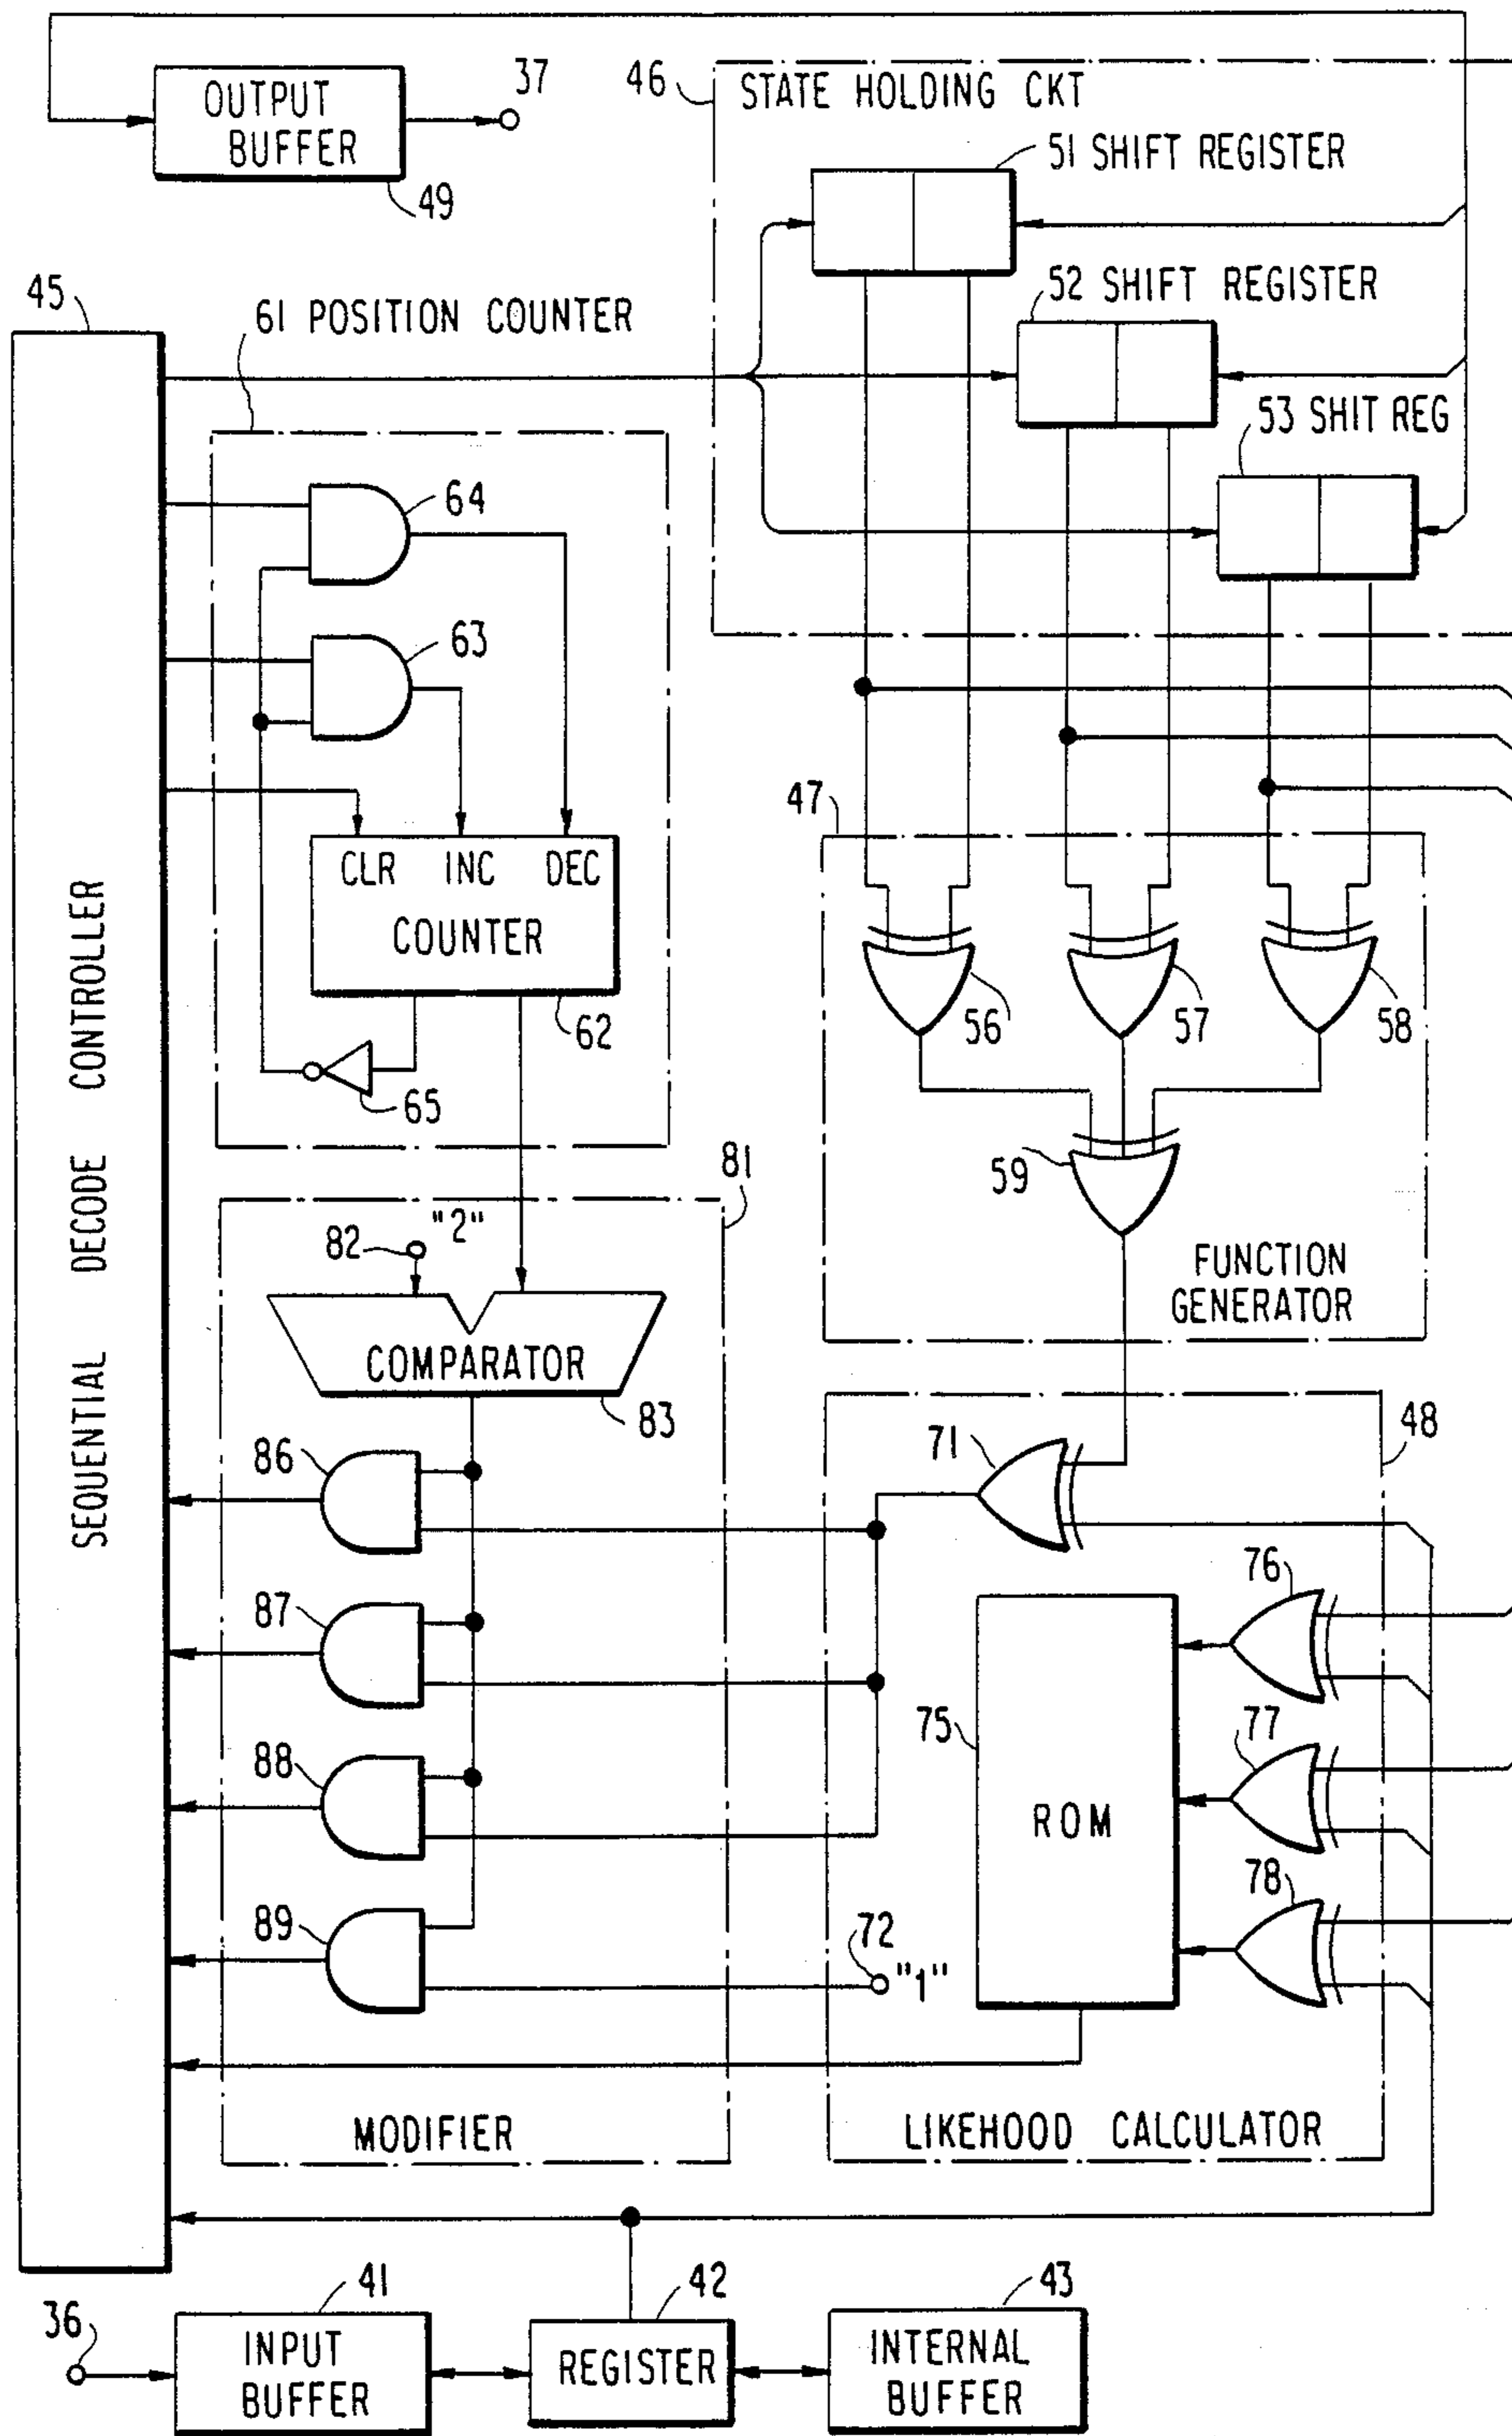 OUTPUT
BUFFER
49
37
46
STATE HOLDING CKT
51 SHIFT REGISTER
52 SHIFT REGISTER
53 SHIT REG
45
SEQUENTIAL DECODE CONTROLLER
61 POSITION COUNTER
64
63
CLR INC DEC
COUNTER
62
65
47
56
57
58
59
FUNCTION
GENERATOR
81
82
"2"
COMPARATOR
83
86
87
88
89
MODIFIER
48
71
76
77
78
75
ROM
72
"1"
LIKEHOOD CALCULATOR
36
41
INPUT
BUFFER
42
REGISTER
43
INTERNAL
BUFFER